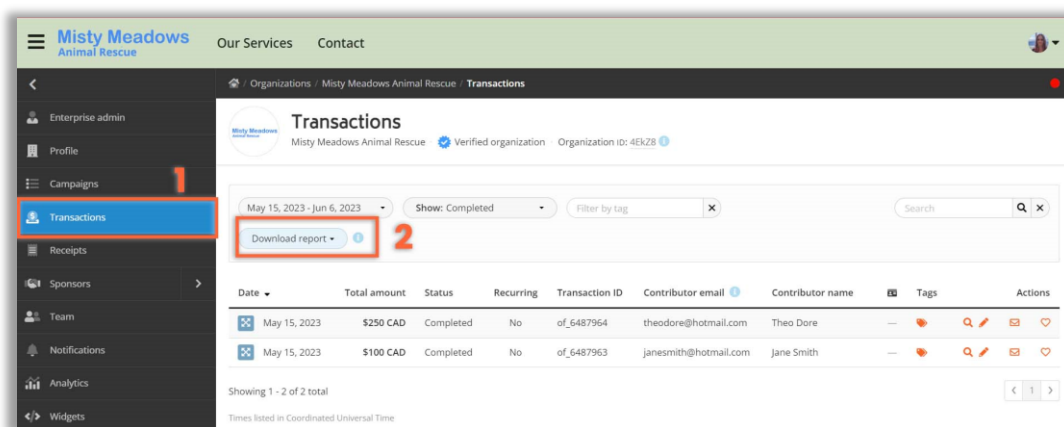 Misty Meadows
Animal Rescue
Our Services Contact
/ Organizations / Misty Meadows Animal Rescue / Transactions
Enterprise admin
Profile
Campaigns
Transactions
Receipts
Sponsors
Team
Notifications
Analytics
Widgets
1
Misty Meadows
Animal Rescue
Transactions
Misty Meadows Animal Rescue Verified organization Organization ID: 4EkZ8
May 15, 2023 - Jun 6, 2023 Show: Completed Filter by tag Search
Download report
2
Date Total amount Status Recurring Transaction ID Contributor email Contributor name Tags Actions
May 15, 2023 $250 CAD Completed No of_6487964 theodore@hotmail.com Theo Dore —
May 15, 2023 $100 CAD Completed No of_6487963 janesmith@hotmail.com Jane Smith —
Showing 1 - 2 of 2 total
1
Times listed in Coordinated Universal Time